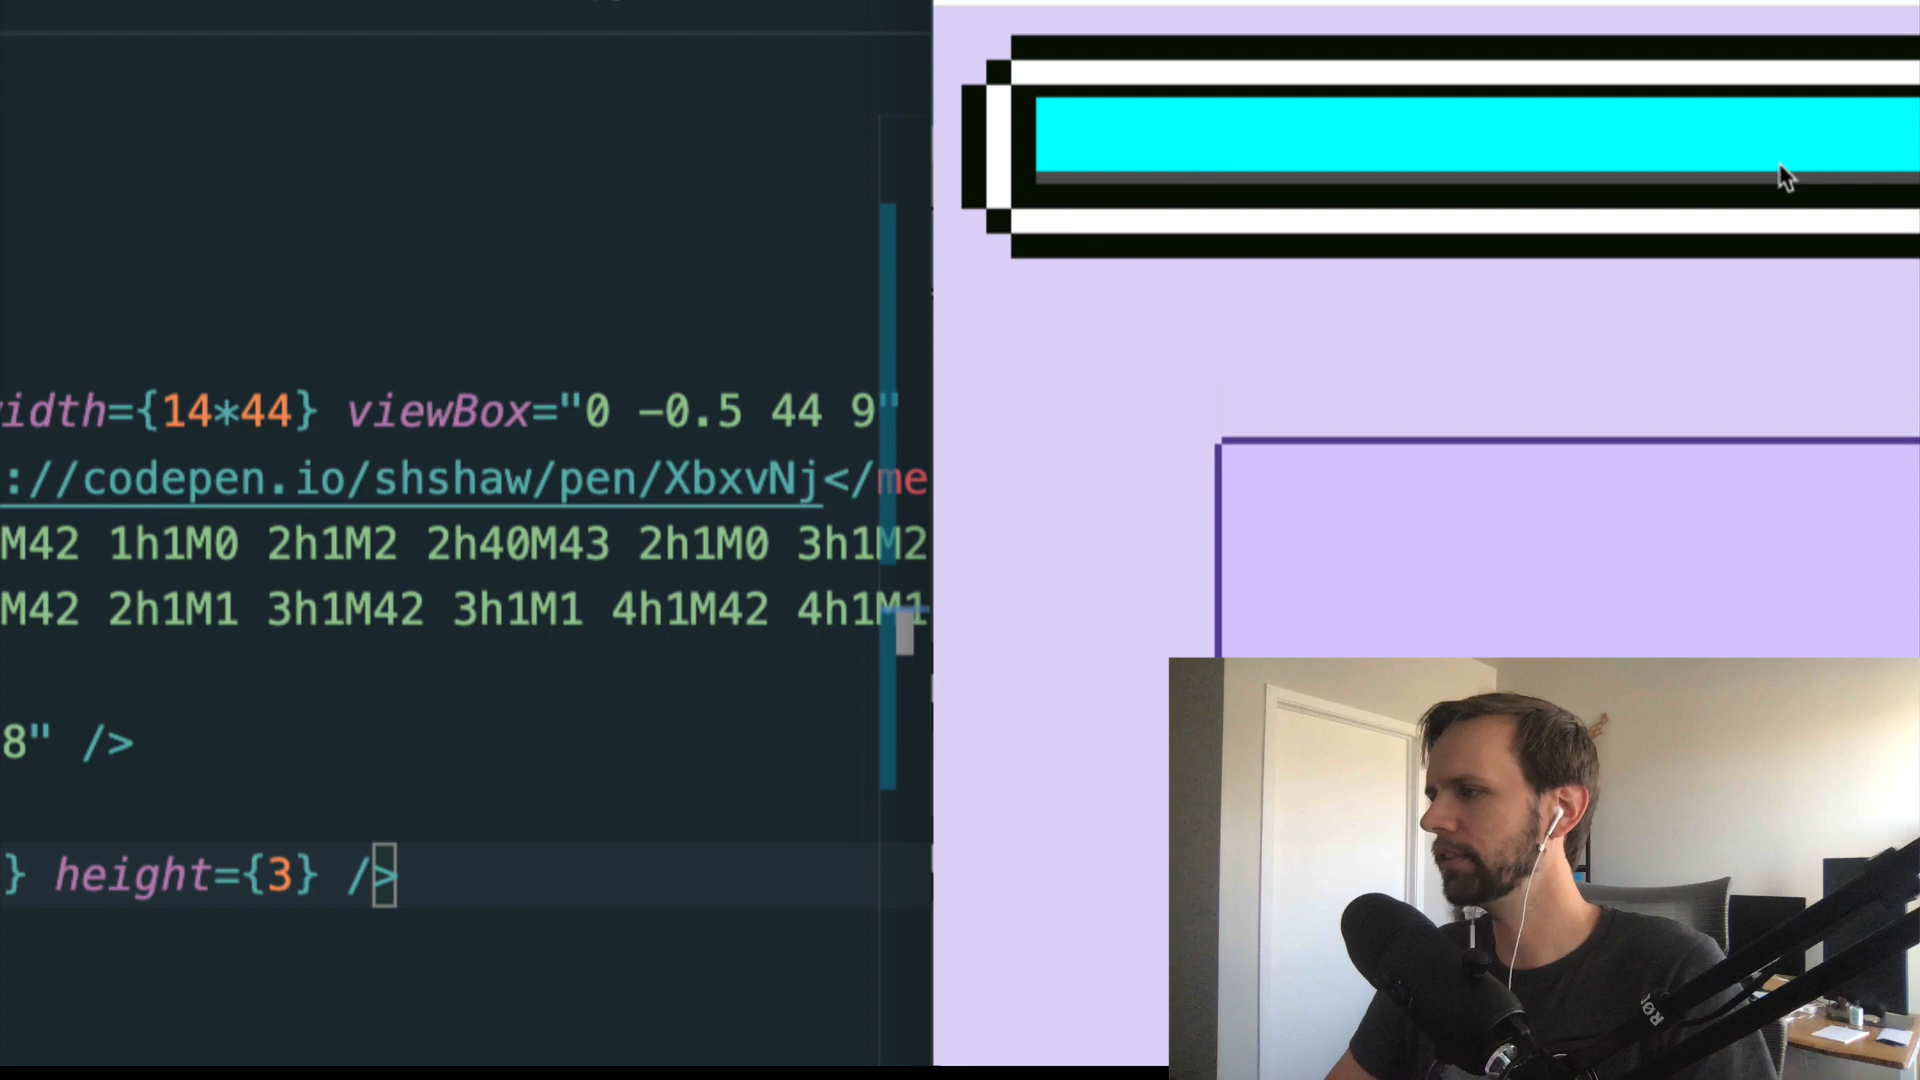 idth={14*44} viewBox="0 -0.5 44 9"
://codepen.io/shshaw/pen/XbxvNj</me
M42 1h1M0 2h1M2 2h40M43 2h1M0 3h1M2
M42 2h1M1 3h1M42 3h1M1 4h1M42 4h1M1
8" />
} height={3} />
RØ